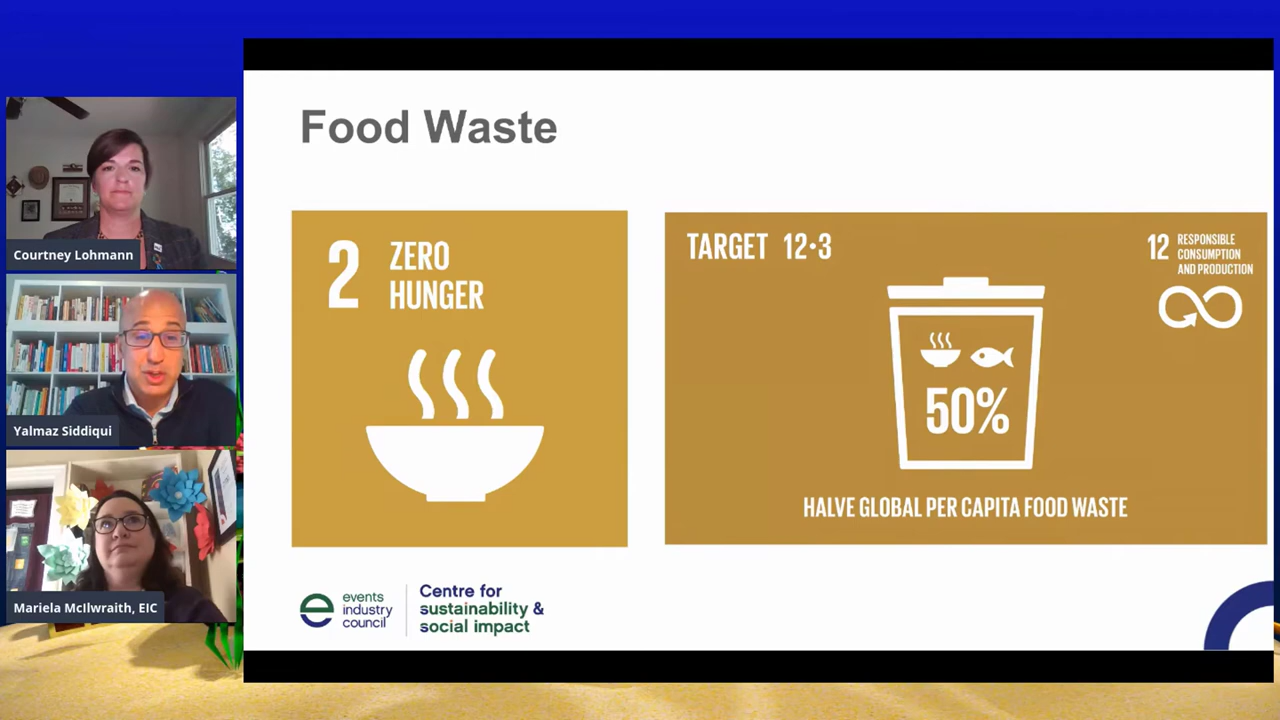 Food Waste
2 ZERO
HUNGER
TARGET 12.3
12 RESPONSIBLE
CONSUMPTION
AND PRODUCTION
50%
HALVE GLOBAL PER CAPITA FOOD WASTE
events
industry
council
Centre for
sustainability &
social impact
Courtney Lohmann
Yalmaz Siddiqui
Mariela McIlwraith, EIC